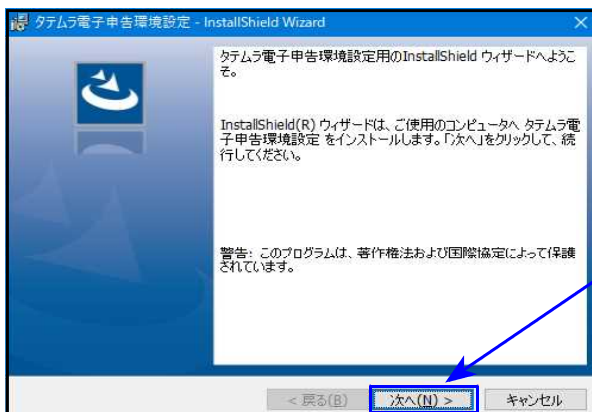 タテムラ電子申告環境設定 - InstallShield Wizard
タテムラ電子申告環境設定用のInstallShield ウィザードへようこ
そ。
InstallShield(R) ウィザードは、ご使用のコンピュータへ タテムラ電
子申告環境設定 をインストールします。「次へ」をクリックして、続
行してください。
警告: このプログラムは、著作権法および国際協定によって保護
されています。
< 戻る(B)
次へ(N) >
キャンセル